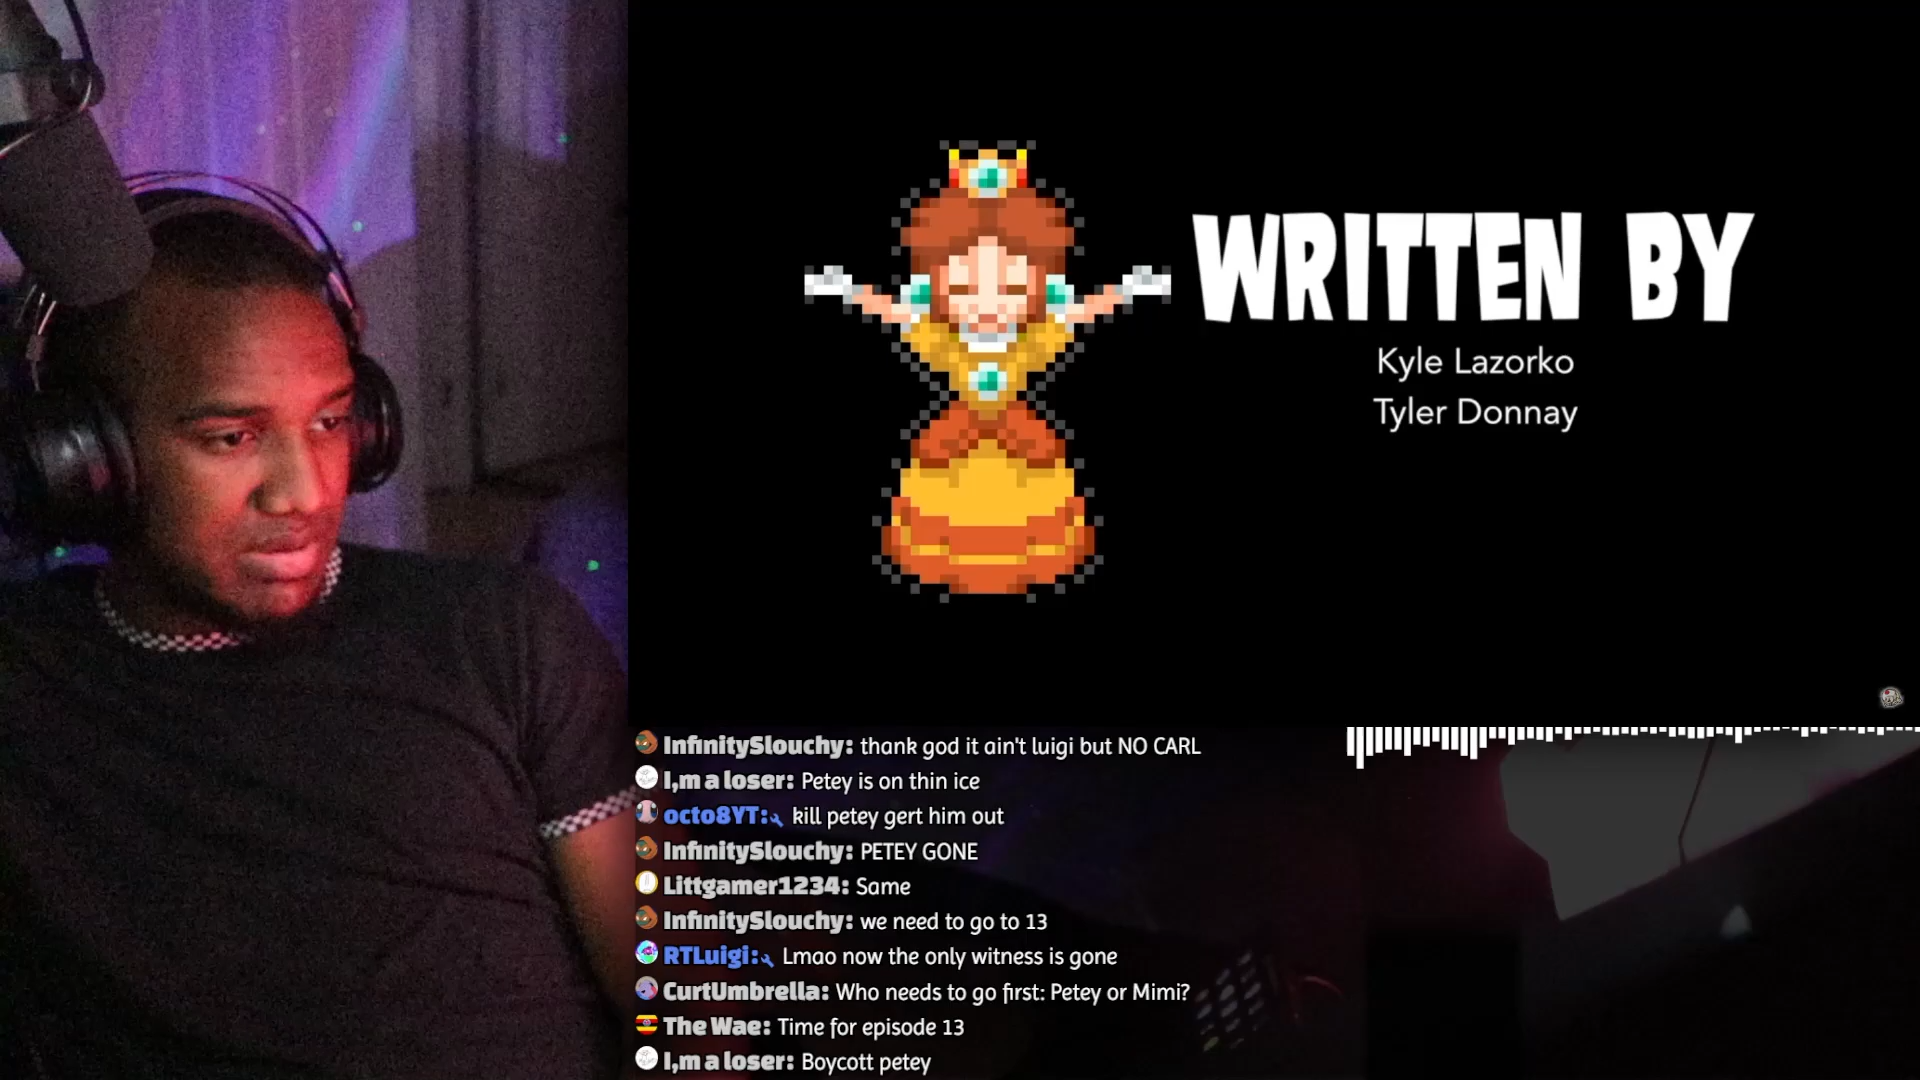 WRITTEN BY
Kyle Lazorko
Tyler Donnay
InfinitySlouchy: thank god it ain't luigi but NO CARL
I,m a loser: Petey is on thin ice
octo8YT: kill petey gert him out
InfinitySlouchy: PETEY GONE
Littgamer1234: Same
InfinitySlouchy: we need to go to 13
RTLuigi: Lmao now the only witness is gone
CurtUmbrella: Who needs to go first: Petey or Mimi?
The Wae: Time for episode 13
I,m a loser: Boycott petey